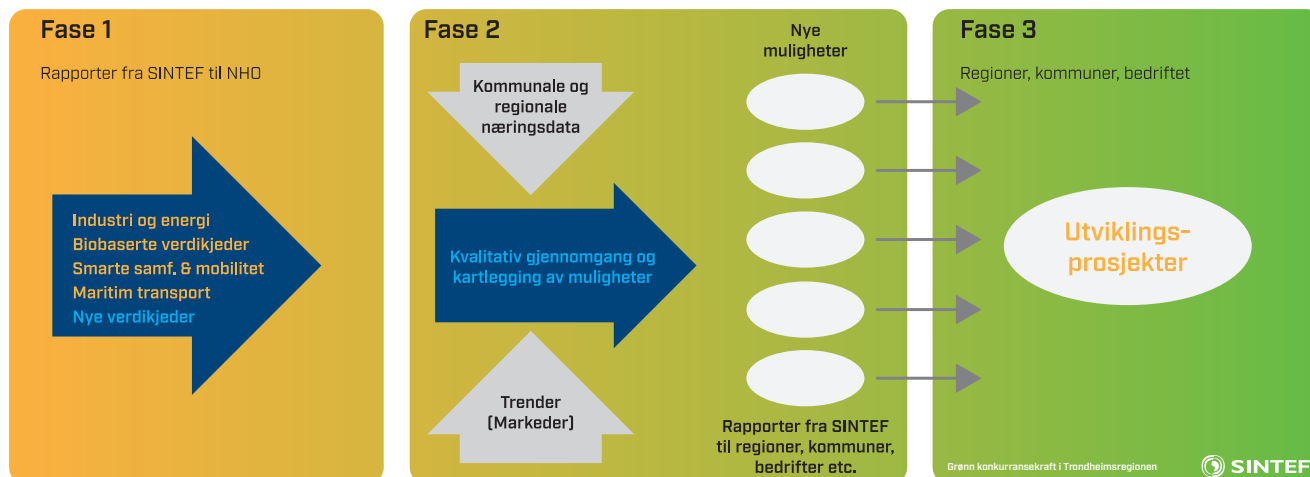 Fase 1
Rapporter fra SINTEF til NHO
Industri og energi
Biobaserte verdikjeder
Smarte samf. & mobilitet
Maritim transport
Nye verdikjeder
Fase 2
Kommunale og
regionale
næringsdata
Kvalitativ gjennomgang og
kartlegging av muligheter
Trender
(Markeder)
Nye
muligheter
Rapporter fra SINTEF
til regioner, kommuner,
bedrifter etc.
Fase 3
Regioner, kommuner, bedriftet
Utviklings-
prosjekter
Grønn konkurransekraft i Trondheimsregionen
SINTEF